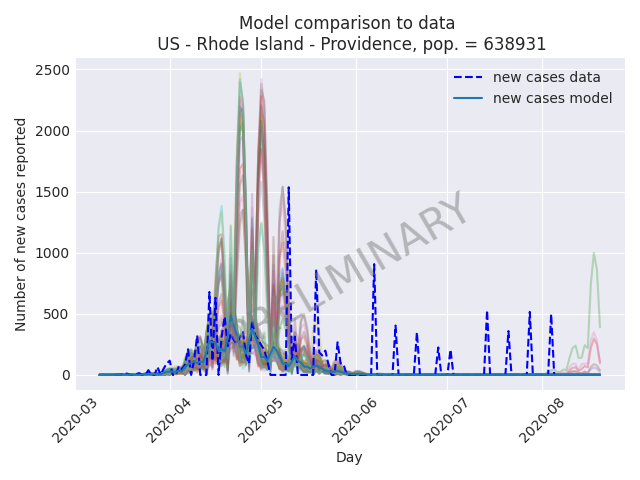 Model comparison to data
US - Rhode Island - Providence, pop. = 638931
new cases data
new cases model
Number of new cases reported
2500
2000
1500
1000
500
0
PRELIMINARY
2020-03
2020-04
2020-05
2020-06
2020-07
2020-08
Day